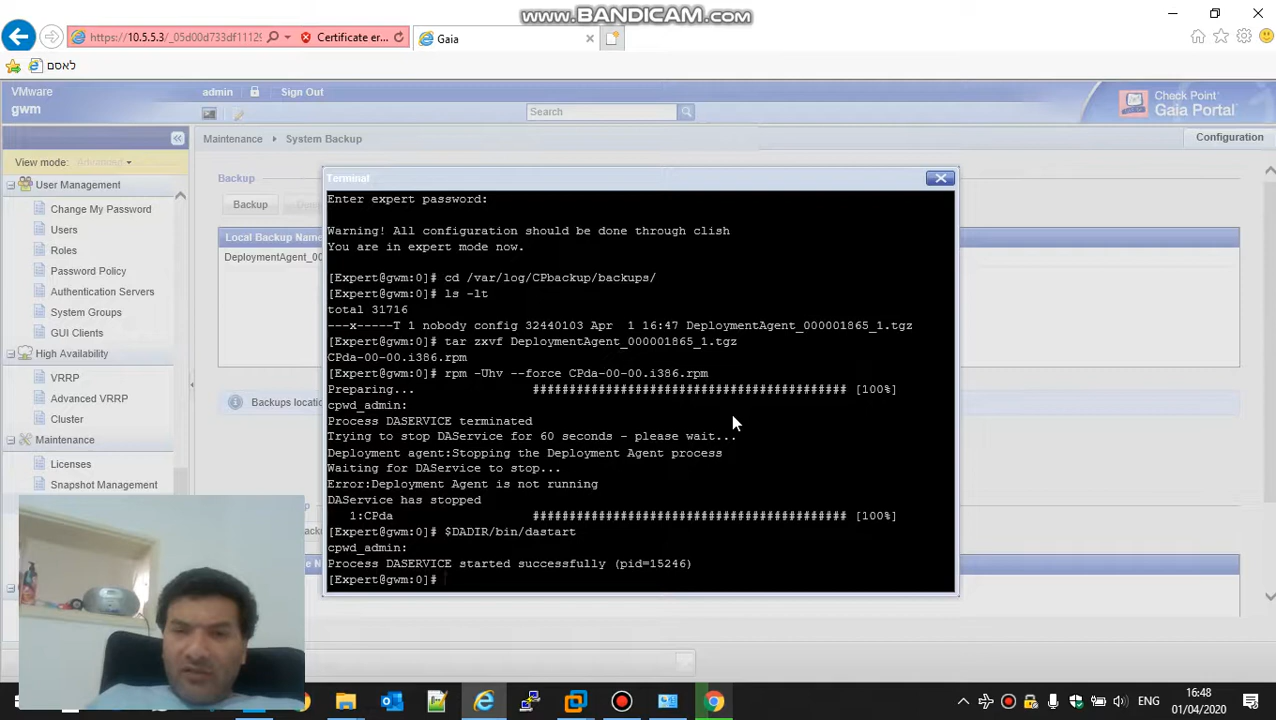 www.BANDICAM.com
https://10.5.5.3/_05d00d733df11129
Certificate er...
Gaia
לאסם
VMware
gwm
admin
Sign Out
Search
Check Point
Gaia Portal
Maintenance
System Backup
Configuration
View mode: Advanced
User Management
Change My Password
Users
Roles
Password Policy
Authentication Servers
System Groups
GUI Clients
High Availability
VRRP
Advanced VRRP
Cluster
Maintenance
Licenses
Snapshot Management
Backup
Backup
Local Backup Name
DeploymentAgent_00
Backups locatio
Terminal
Enter expert password:
Warning! All configuration should be done through clish
You are in expert mode now.
[Expert@gwm:0]# cd /var/log/CPbackup/backups/
[Expert@gwm:0]# ls -lt
total 31716
---x-----T 1 nobody config 32440103 Apr  1 16:47 DeploymentAgent_000001865_1.tgz
[Expert@gwm:0]# tar zxvf DeploymentAgent_000001865_1.tgz
CPda-00-00.i386.rpm
[Expert@gwm:0]# rpm -Uhv --force CPda-00-00.i386.rpm
Preparing... ########################################### [100%]
cpwd_admin:
Process DASERVICE terminated
Trying to stop DAService for 60 seconds - please wait...
Deployment agent:Stopping the Deployment Agent process
Waiting for DAService to stop...
Error:Deployment Agent is not running
DAService has stopped
1:CPda ########################################### [100%]
[Expert@gwm:0]# $DADIR/bin/dastart
cpwd_admin:
Process DASERVICE started successfully (pid=15246)
[Expert@gwm:0]#
ENG
16:48
01/04/2020